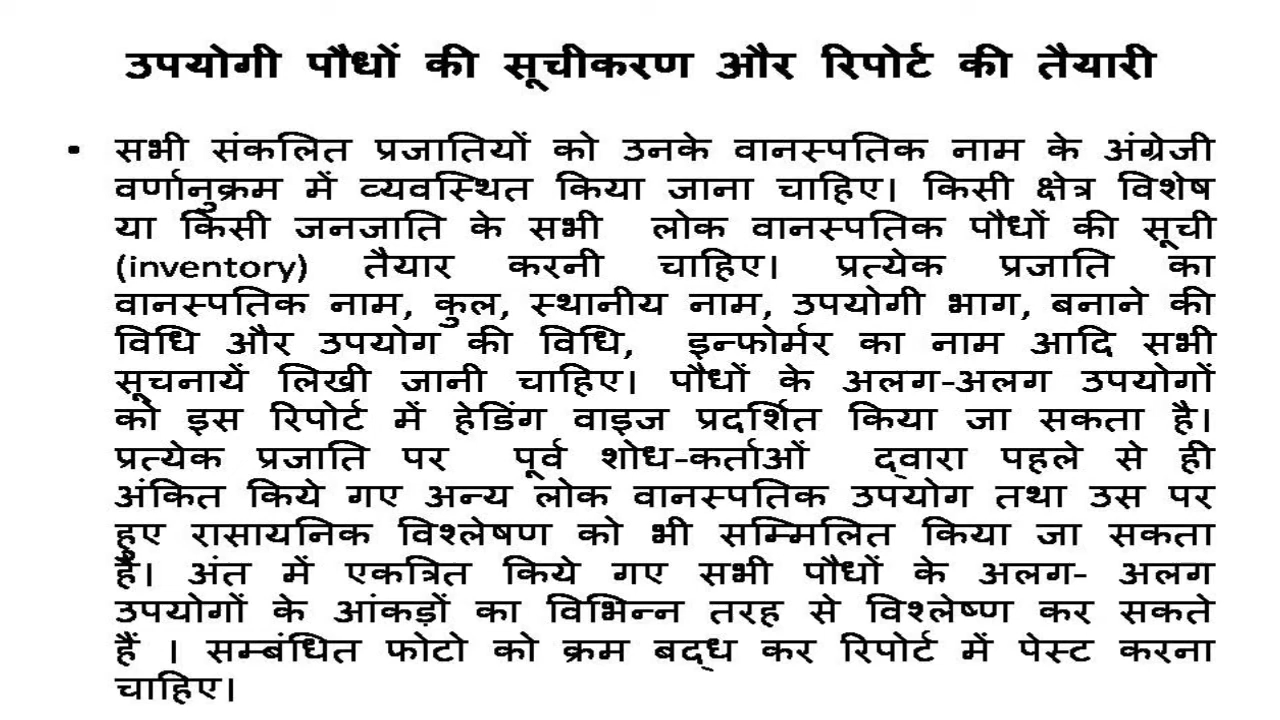 उपयोगी पौधों की सूचीकरण और रिपोर्ट की तैयारी
• सभी संकलित प्रजातियों को उनके वानस्पतिक नाम के अंग्रेजी
वर्णानुक्रम में व्यवस्थित किया जाना चाहिए। किसी क्षेत्र विशेष
या किसी जनजाति के सभी लोक वानस्पतिक पौधों की सूची
(inventory) तैयार करनी चाहिए। प्रत्येक प्रजाति का
वानस्पतिक नाम, कुल, स्थानीय नाम, उपयोगी भाग, बनाने की
विधि और उपयोग की विधि, इन्फोर्मर का नाम आदि सभी
सूचनायें लिखी जानी चाहिए। पौधों के अलग-अलग उपयोगों
को इस रिपोर्ट में हेडिंग वाइज प्रदर्शित किया जा सकता है।
प्रत्येक प्रजाति पर पूर्व शोध-कर्ताओं द्वारा पहले से ही
अंकित किये गए अन्य लोक वानस्पतिक उपयोग तथा उस पर
हुए रासायनिक विश्लेषण को भी सम्मिलित किया जा सकता
है। अंत में एकत्रित किये गए सभी पौधों के अलग- अलग
उपयोगों के आंकड़ों का विभिन्न तरह से विश्लेष्ण कर सकते
हैं । सम्बंधित फोटो को क्रम बद्ध कर रिपोर्ट में पेस्ट करना
चाहिए।